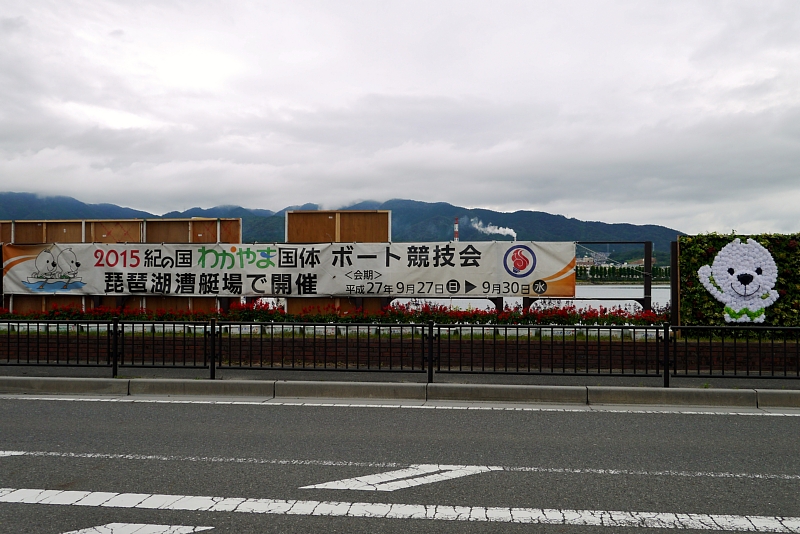 2015 紀の国 わかやま国体 ボート競技会
琵琶湖漕艇場で開催
<会期>
平成27年9月27日▶9月30日水